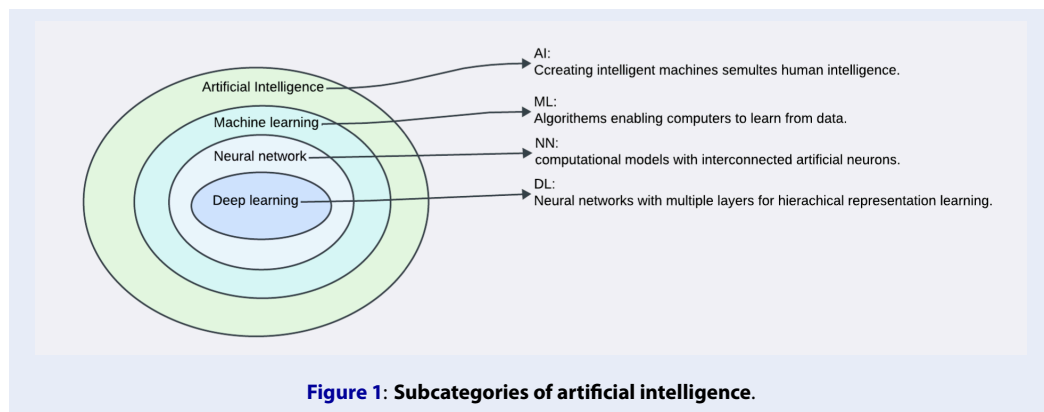 Artificial Intelligence
Machine learning
Neural network
Deep learning
AI:
Ccreating intelligent machines semultes human intelligence.
ML:
Algorithems enabling computers to learn from data.
NN:
computational models with interconnected artificial neurons.
DL:
Neural networks with multiple layers for hierachical representation learning.
Figure 1: Subcategories of artificial intelligence.